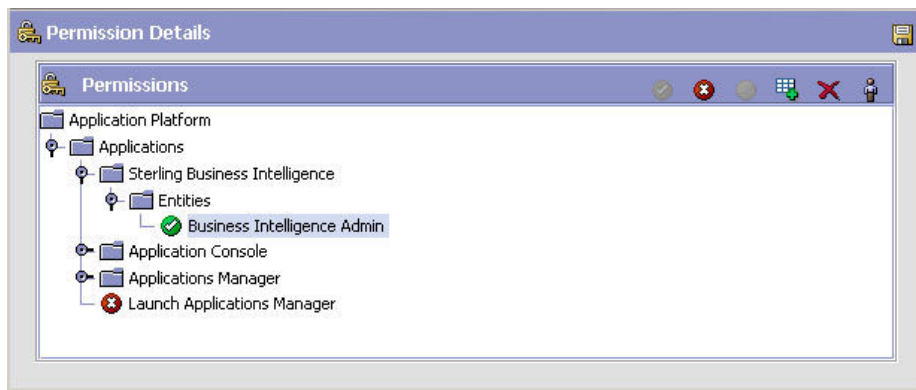 Permission Details
Permissions
Application Platform
Applications
Sterling Business Intelligence
Entities
Business Intelligence Admin
Application Console
Applications Manager
Launch Applications Manager